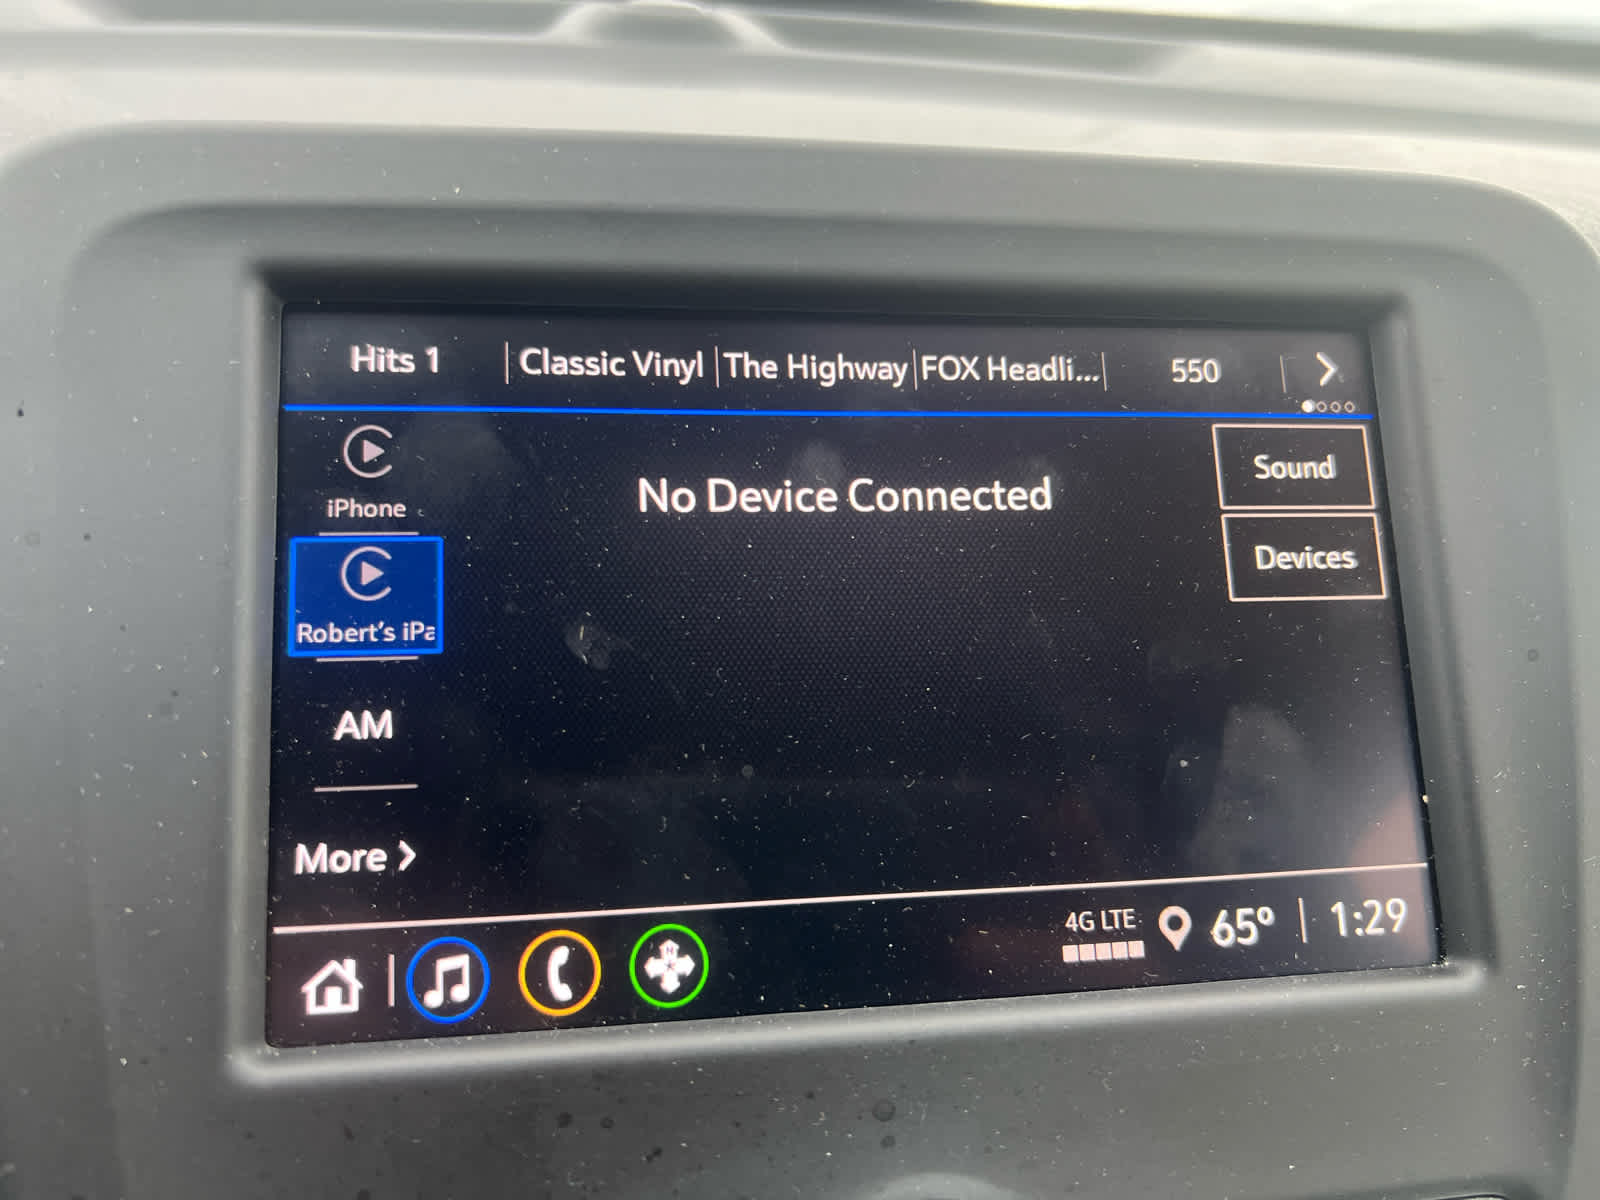 Hits 1
Classic Vinyl
The Highway
FOX Headli...
550
iPhone
No Device Connected
Sound
Devices
Robert's iPa
AM
More
4G LTE
65°
1:29